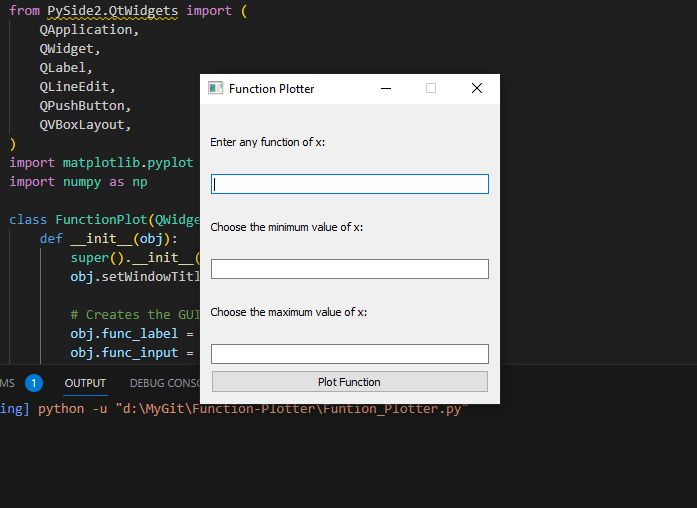 from PySide2.QtWidgets import (
QApplication,
QWidget,
QLabel,
QLineEdit,
QPushButton,
QVBoxLayout,
)
import matplotlib.pyplot
import numpy as np
class FunctionPlot(QWidge
def __init__(obj):
super().__init__(
obj.setWindowTitl
# Creates the GUI
obj.func_label =
obj.func_input =
Function Plotter
Enter any function of x:
Choose the minimum value of x:
Choose the maximum value of x:
Plot Function
MS 1 OUTPUT DEBUG CONS
ing] python -u "d:\MyGit\Function-Plotter\Funtion_Plotter.py"